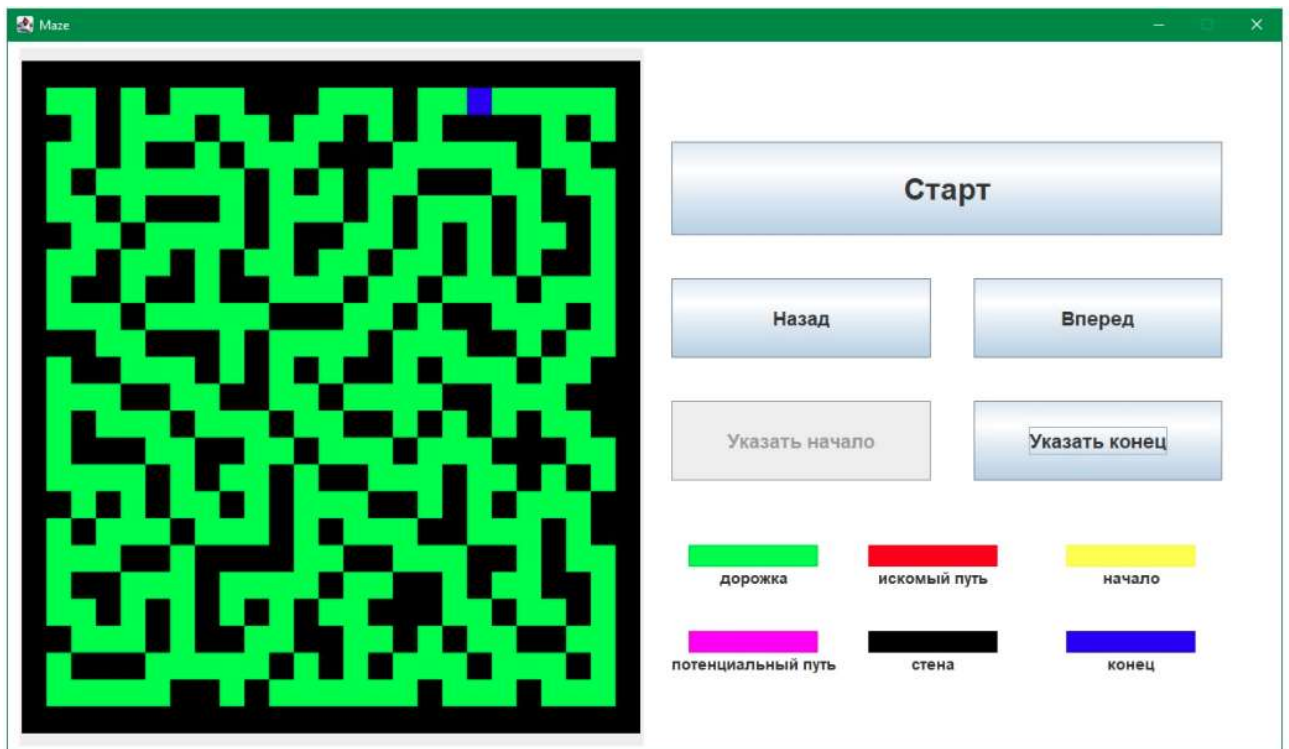 Maze
Старт
Назад
Вперед
Указать начало
Указать конец
дорожка
искомый путь
начало
потенциальный путь
стена
конец